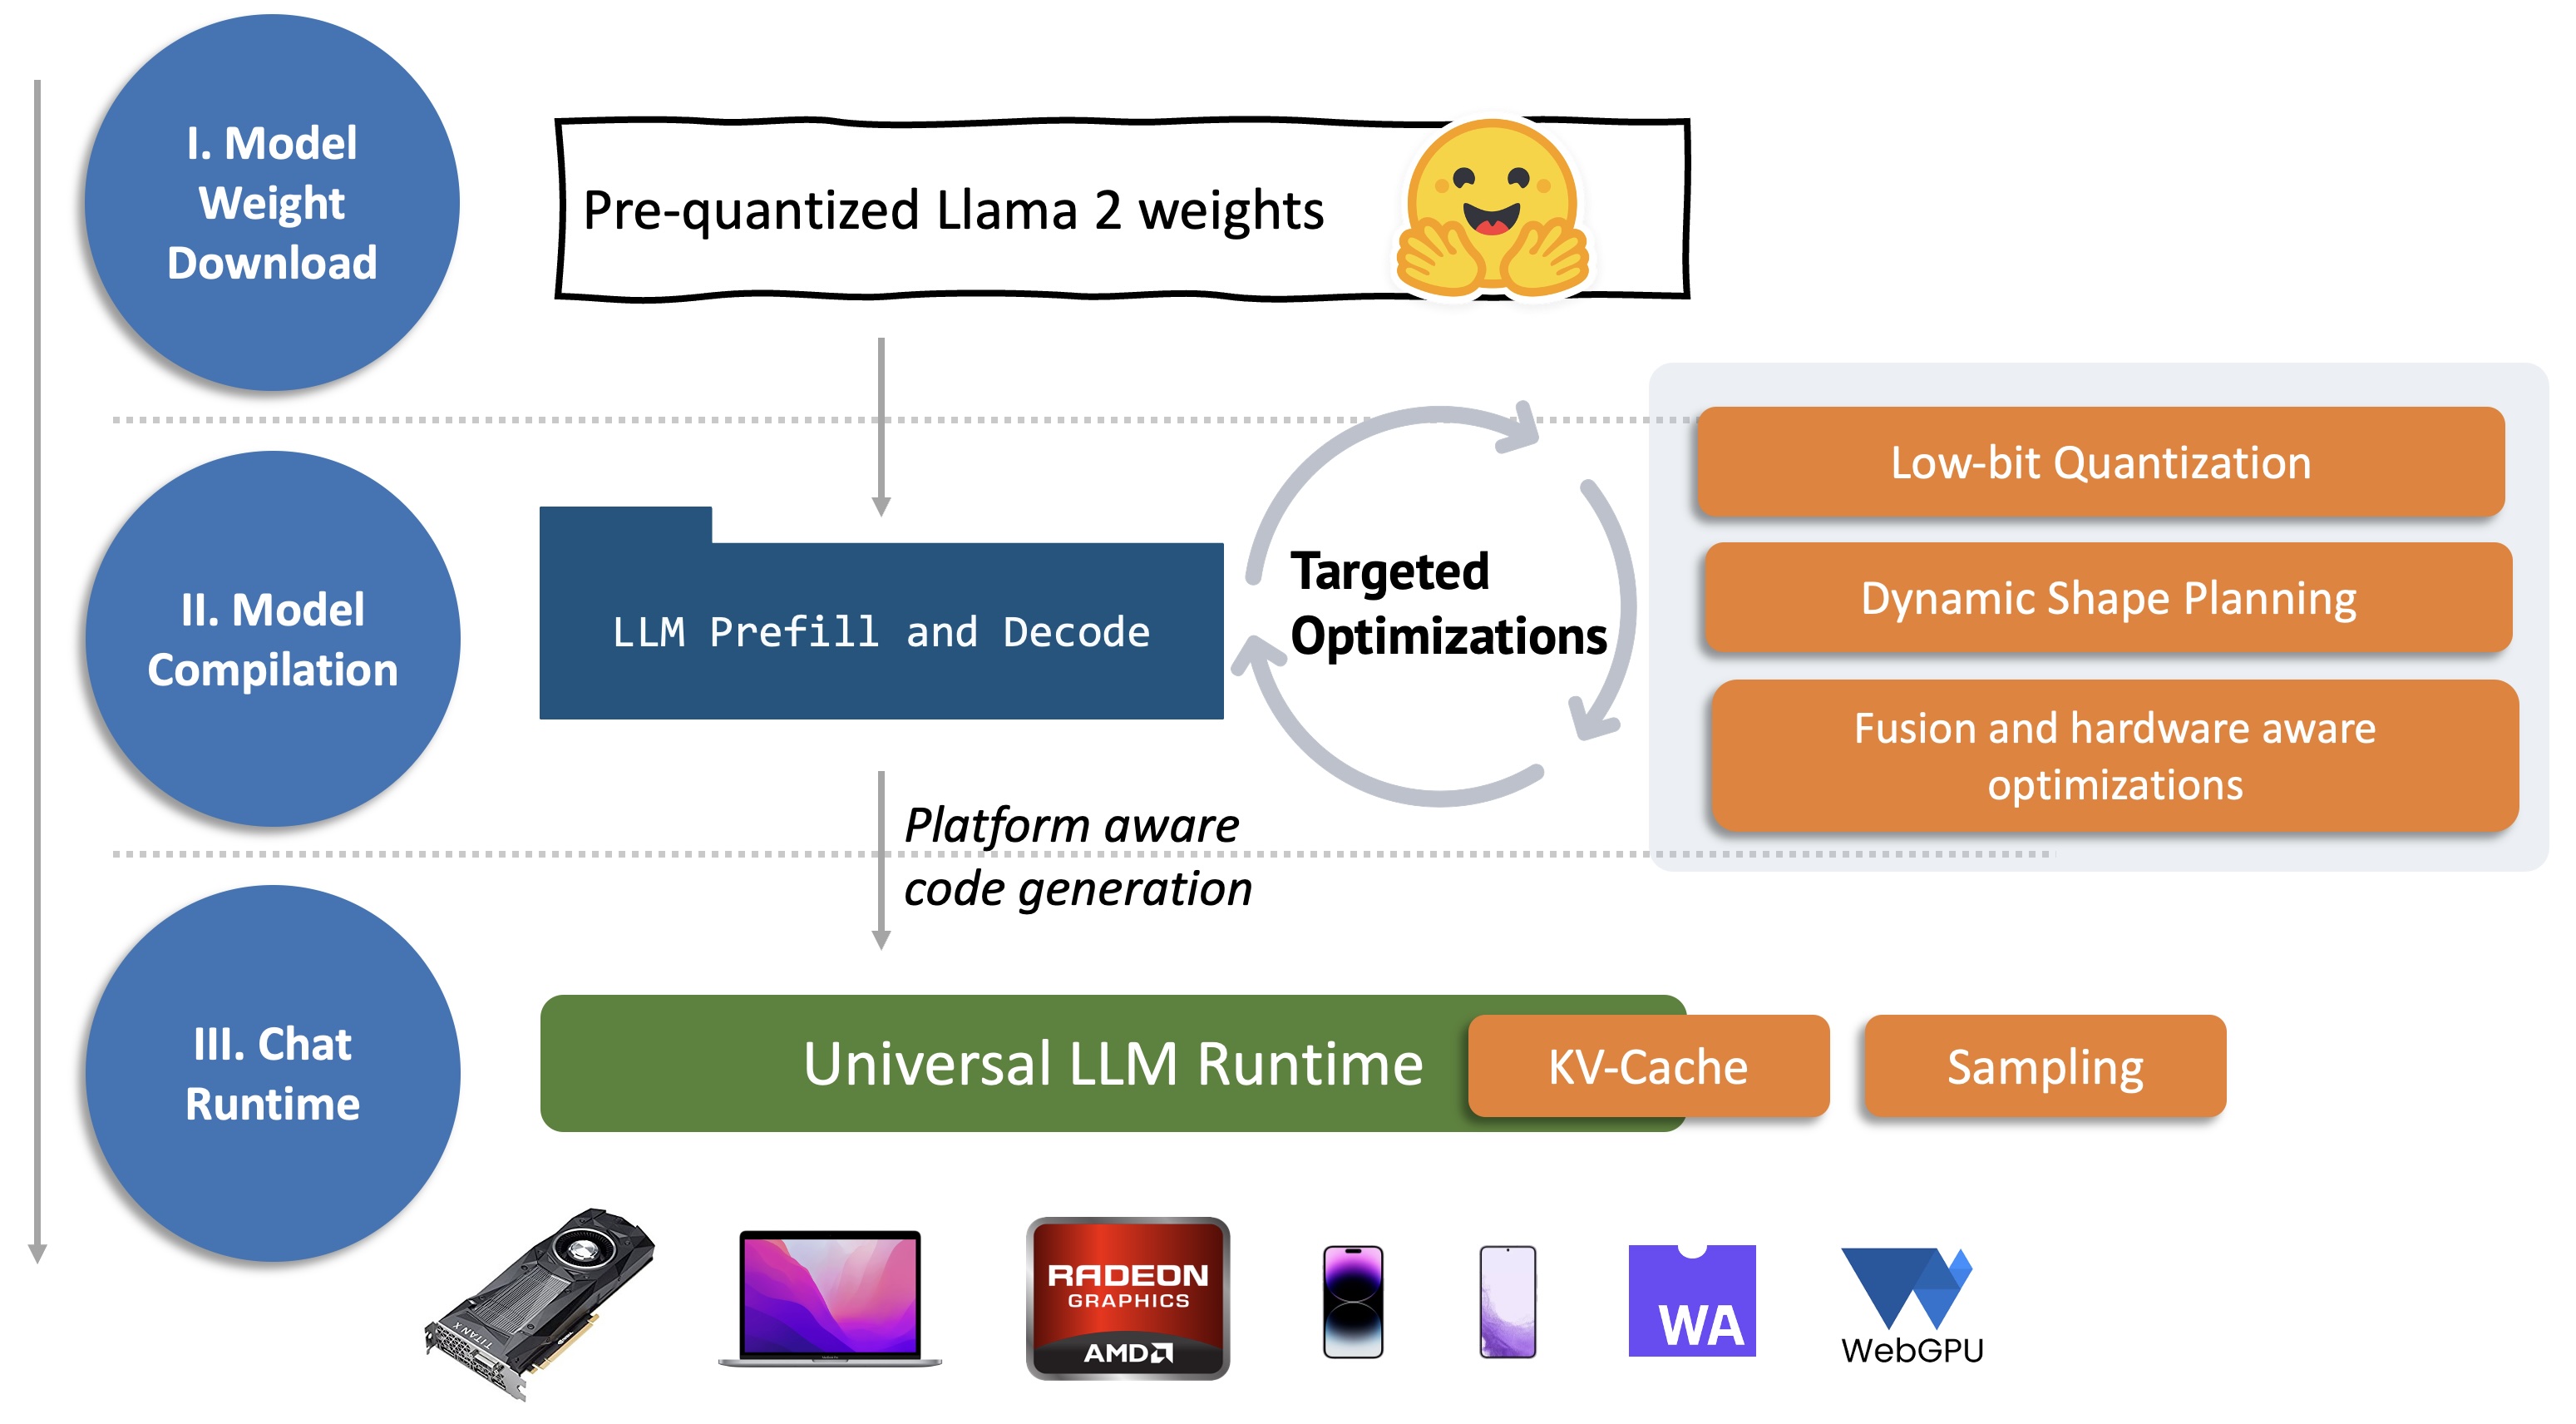 I. Model
Weight
Download
Pre-quantized Llama 2 weights
II. Model
Compilation
LLM Prefill and Decode
Targeted
Optimizations
Low-bit Quantization
Dynamic Shape Planning
Fusion and hardware aware
optimizations
Platform aware
code generation
III. Chat
Runtime
Universal LLM Runtime
KV-Cache
Sampling
TITAN X
RADEON
GRAPHICS
AMD
WA
WebGPU